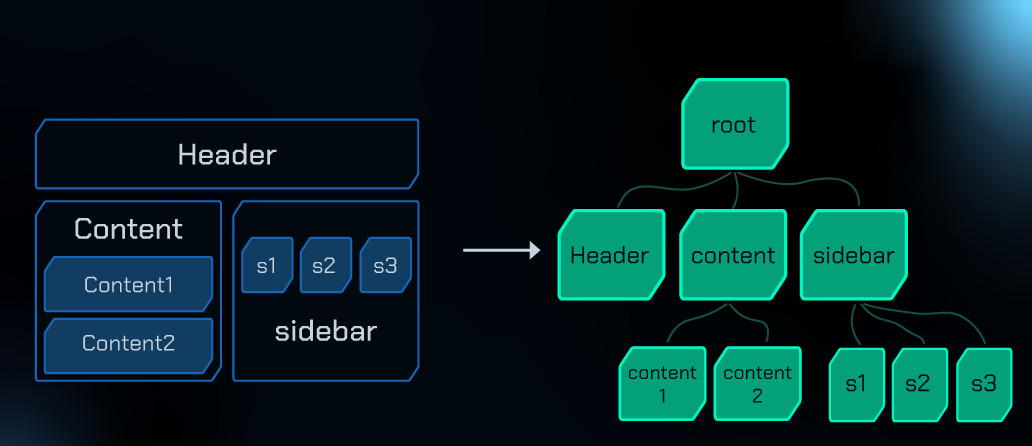 Header
Content
Content1
Content2
s1
s2
s3
sidebar
root
Header
content
sidebar
content
1
content
2
s1
s2
s3